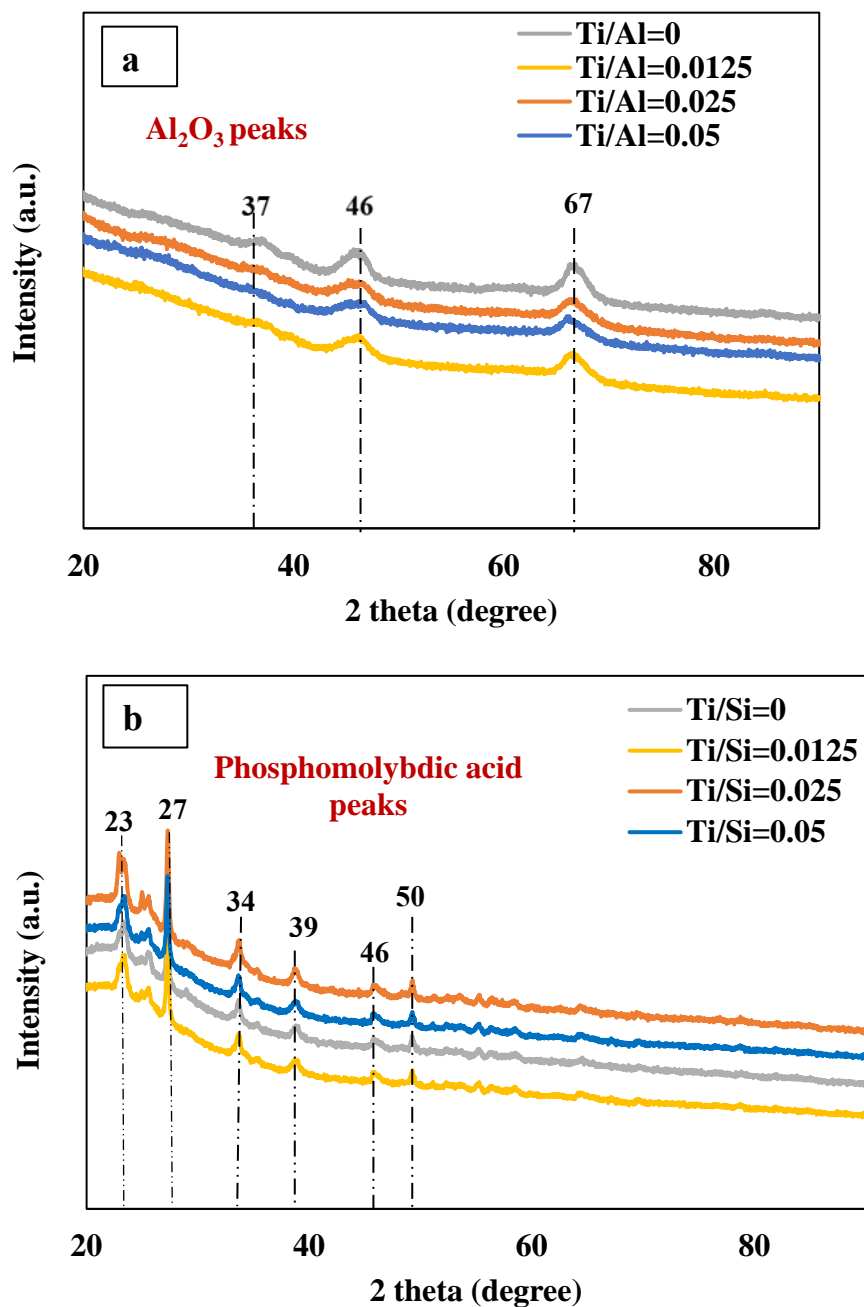 a
Ti/Al=0
Ti/Al=0.0125
Ti/Al=0.025
Ti/Al=0.05
Al₂O₃ peaks
37
46
67
Intensity (a.u.)
20
40
60
80
2 theta (degree)
b
Ti/Si=0
Ti/Si=0.0125
Ti/Si=0.025
Ti/Si=0.05
Phosphomolybdic acid
peaks
23
27
34
39
46
50
Intensity (a.u.)
20
40
60
80
2 theta (degree)